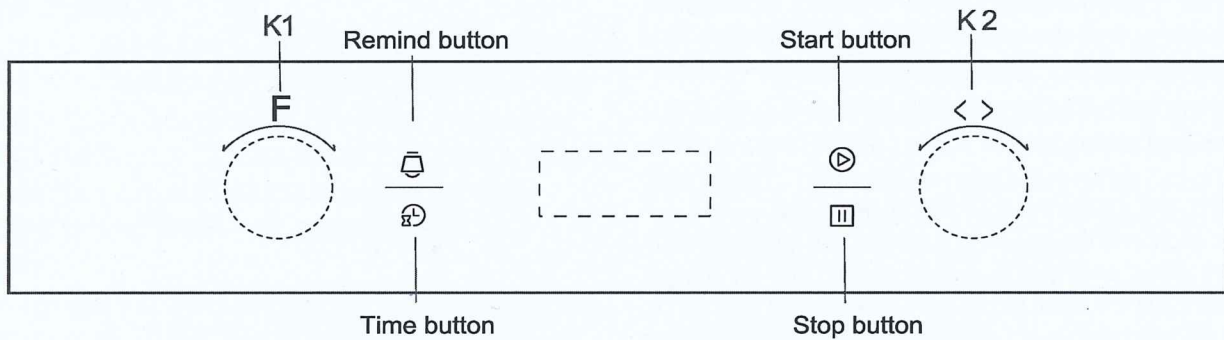 K1
K2
Remind button
Start button
F
< >
Time button
Stop button